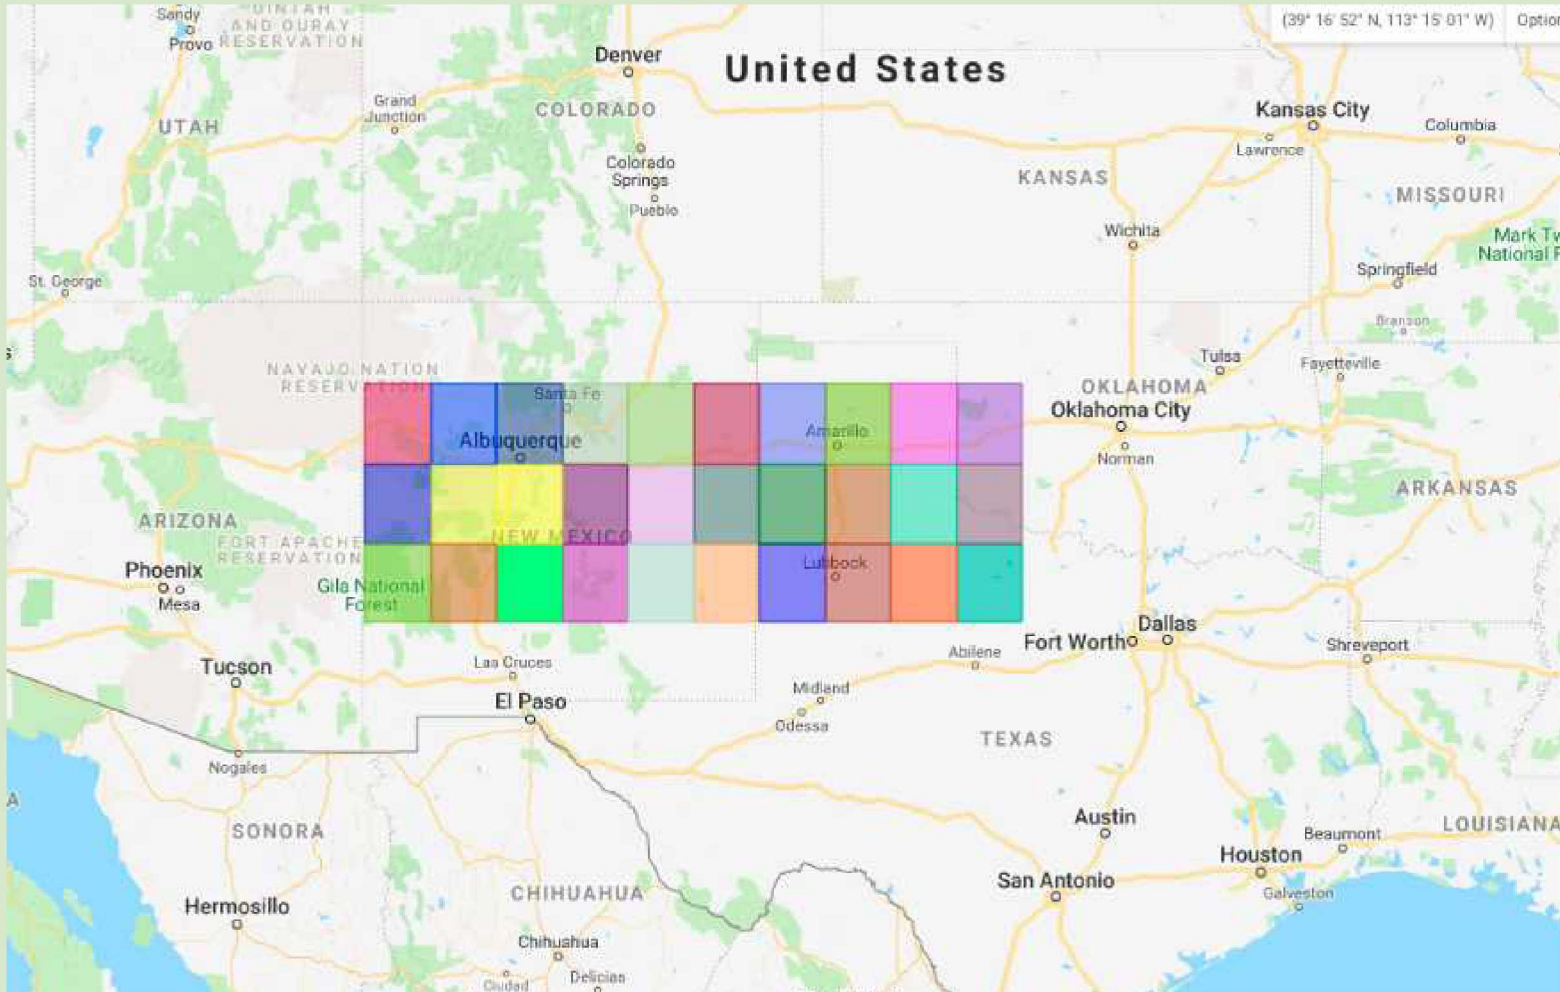 Sandy
Provo
UINTAH
AND OURAY
RESERVATION
Denver
United States
(39° 16' 52" N, 113° 15' 01" W)
Grand
Junction
COLORADO
UTAH
Kansas City
Columbia
Lawrence
Colorado
Springs
Pueblo
KANSAS
MISSOURI
Wichita
Mark Tw
National F
Springfield
St. George
Branson
NAVAJO NATION
RESERVATION
Tulsa
Fayetteville
OKLAHOMA
Santa Fe
Oklahoma City
Albuquerque
Amarillo
Norman
ARKANSAS
ARIZONA
FORT APACHE
RESERVATION
NEW MEXICO
Phoenix
Mesa
Gila National
Forest
Lubbock
Dallas
Fort Worth
Abilene
Shreveport
Tucson
Las Cruces
El Paso
Midland
Odessa
TEXAS
Nogales
A
SONORA
Austin
Beaumont
LOUISIANA
Houston
San Antonio
Galveston
CHIHUAHUA
Hermosillo
Chihuahua
Delicias
Ciudad